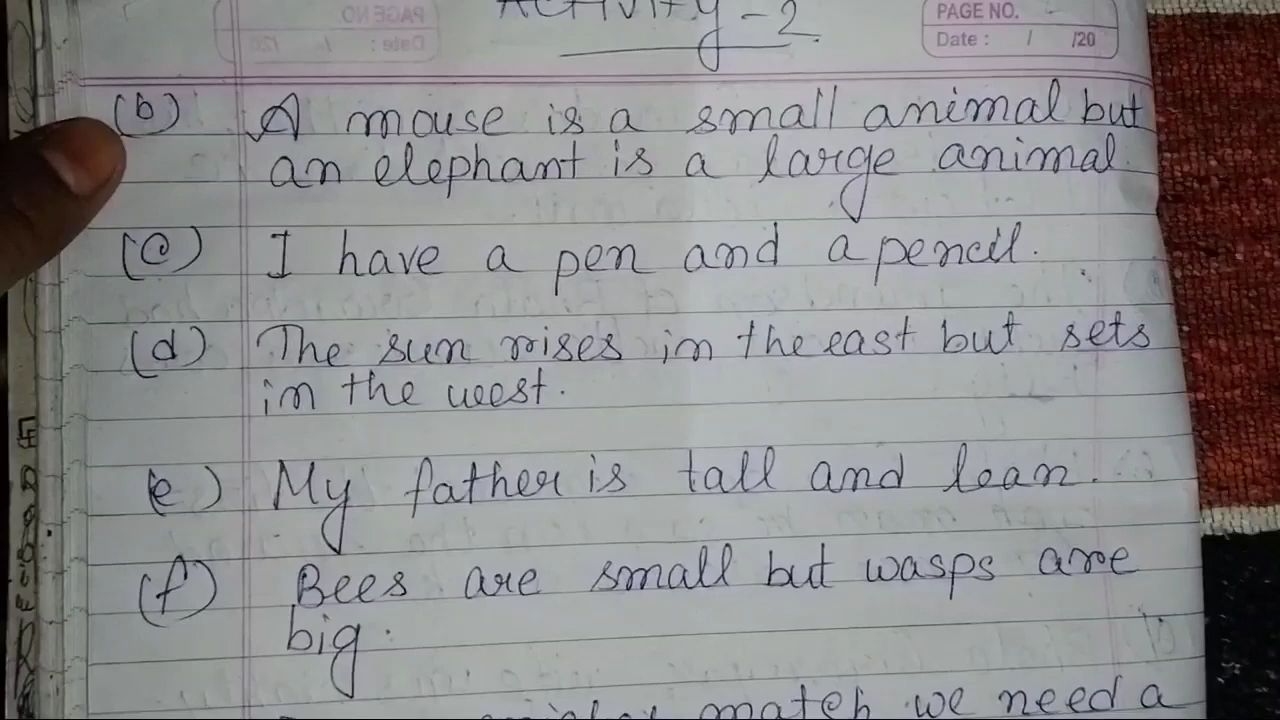 Activity-2
PAGE NO.
Date : / /20
(b) A mouse is a small animal but
an elephant is a large animal.
(c) I have a pen and a pencil.
(d) The sun rises in the east but sets
in the west.
(e) My father is tall and lean.
(f) Bees are small but wasps are
big.
match we need a